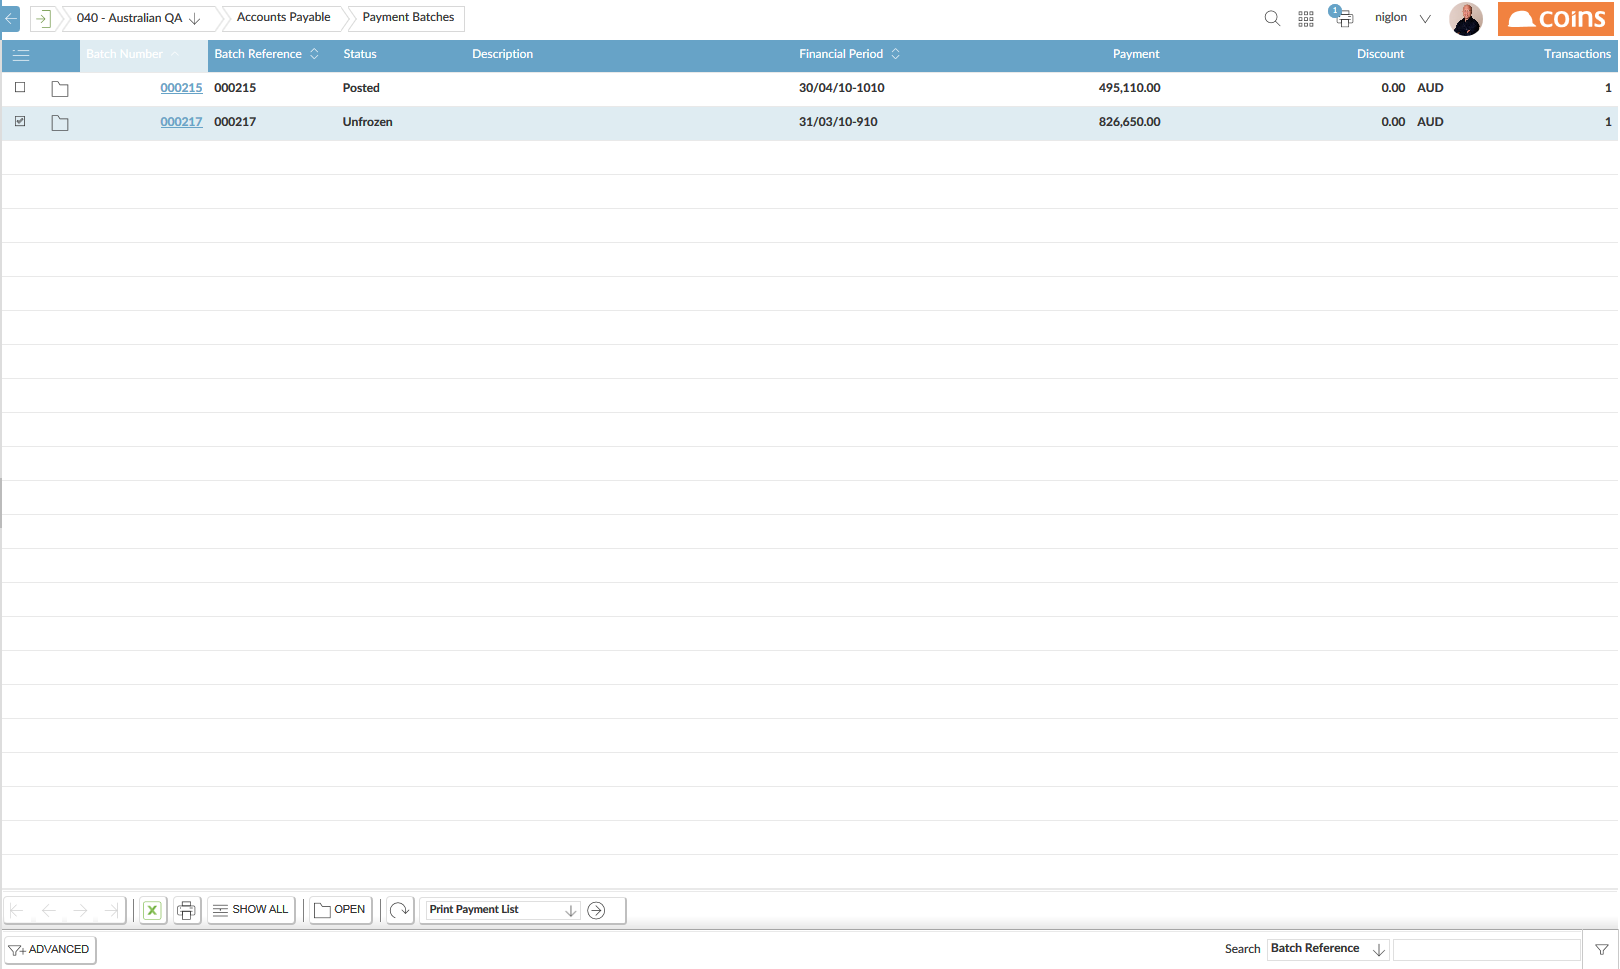 040 - Australian QA Accounts Payable Payment Batches 1 niglon coins
Batch Number Batch Reference Status Description Financial Period Payment Discount Transactions
000215 000215 Posted 30/04/10-1010 495,110.00 0.00 AUD 1
000217 000217 Unfrozen 31/03/10-910 826,650.00 0.00 AUD 1
SHOW ALL OPEN Print Payment List
ADVANCED Search Batch Reference